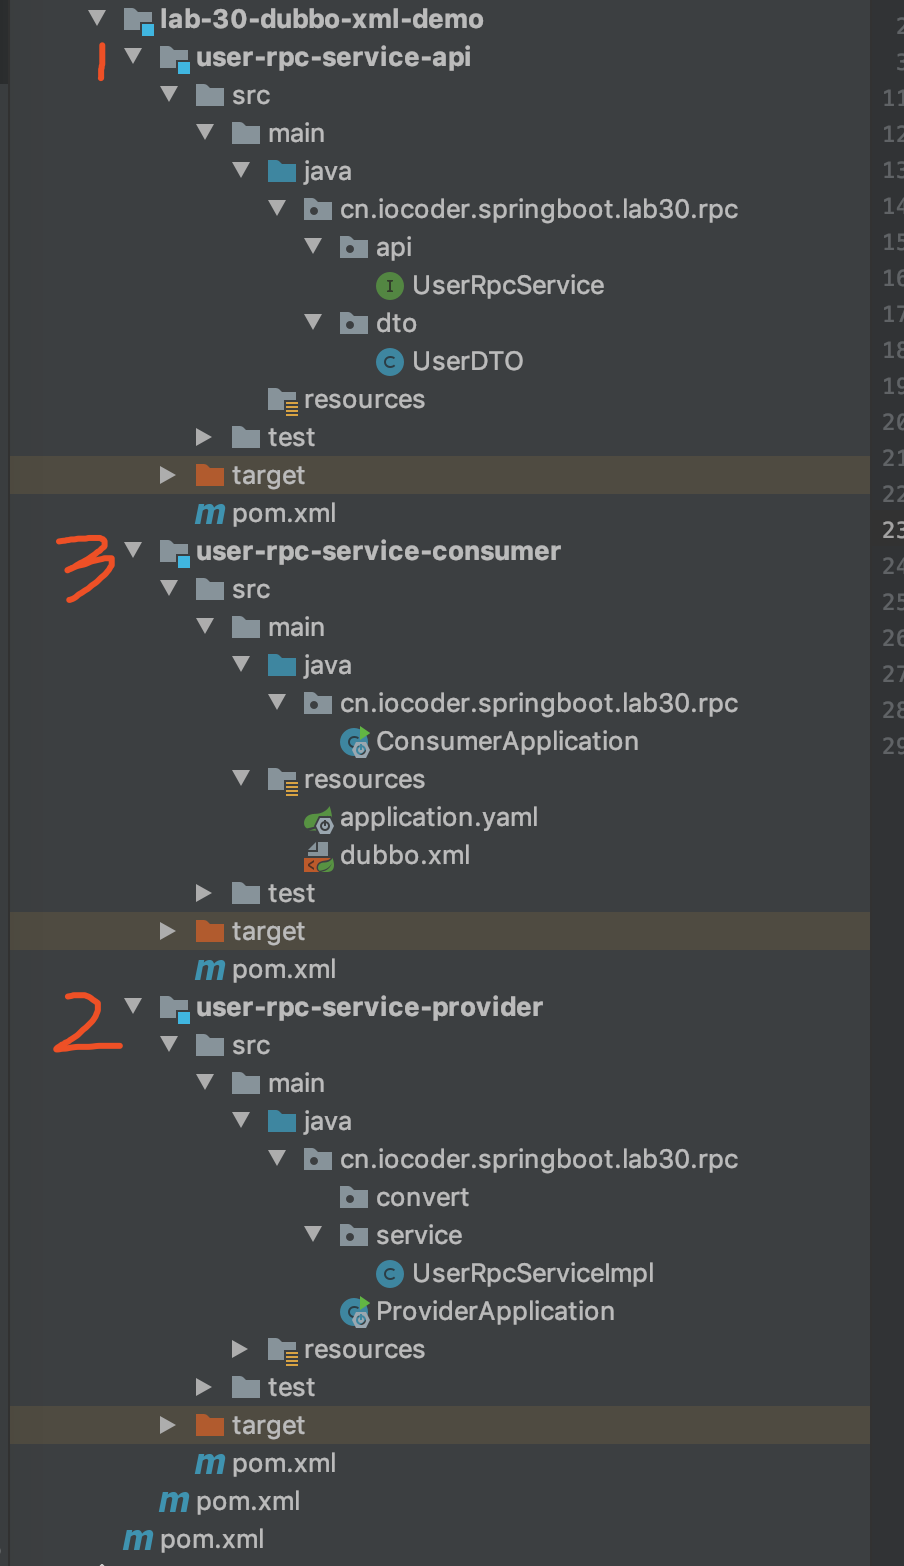 lab-30-dubbo-xml-demo
1 user-rpc-service-api
src
main
java
cn.iocoder.springboot.lab30.rpc
api
I UserRpcService
dto
C UserDTO
resources
test
target
m pom.xml
3 user-rpc-service-consumer
src
main
java
cn.iocoder.springboot.lab30.rpc
ConsumerApplication
resources
application.yaml
dubbo.xml
test
target
m pom.xml
2 user-rpc-service-provider
src
main
java
cn.iocoder.springboot.lab30.rpc
convert
service
C UserRpcServiceImpl
ProviderApplication
resources
test
target
m pom.xml
m pom.xml
m pom.xml
11
12
13
14
15
16
17
18
19
20
21
22
23
24
25
26
27
28
29